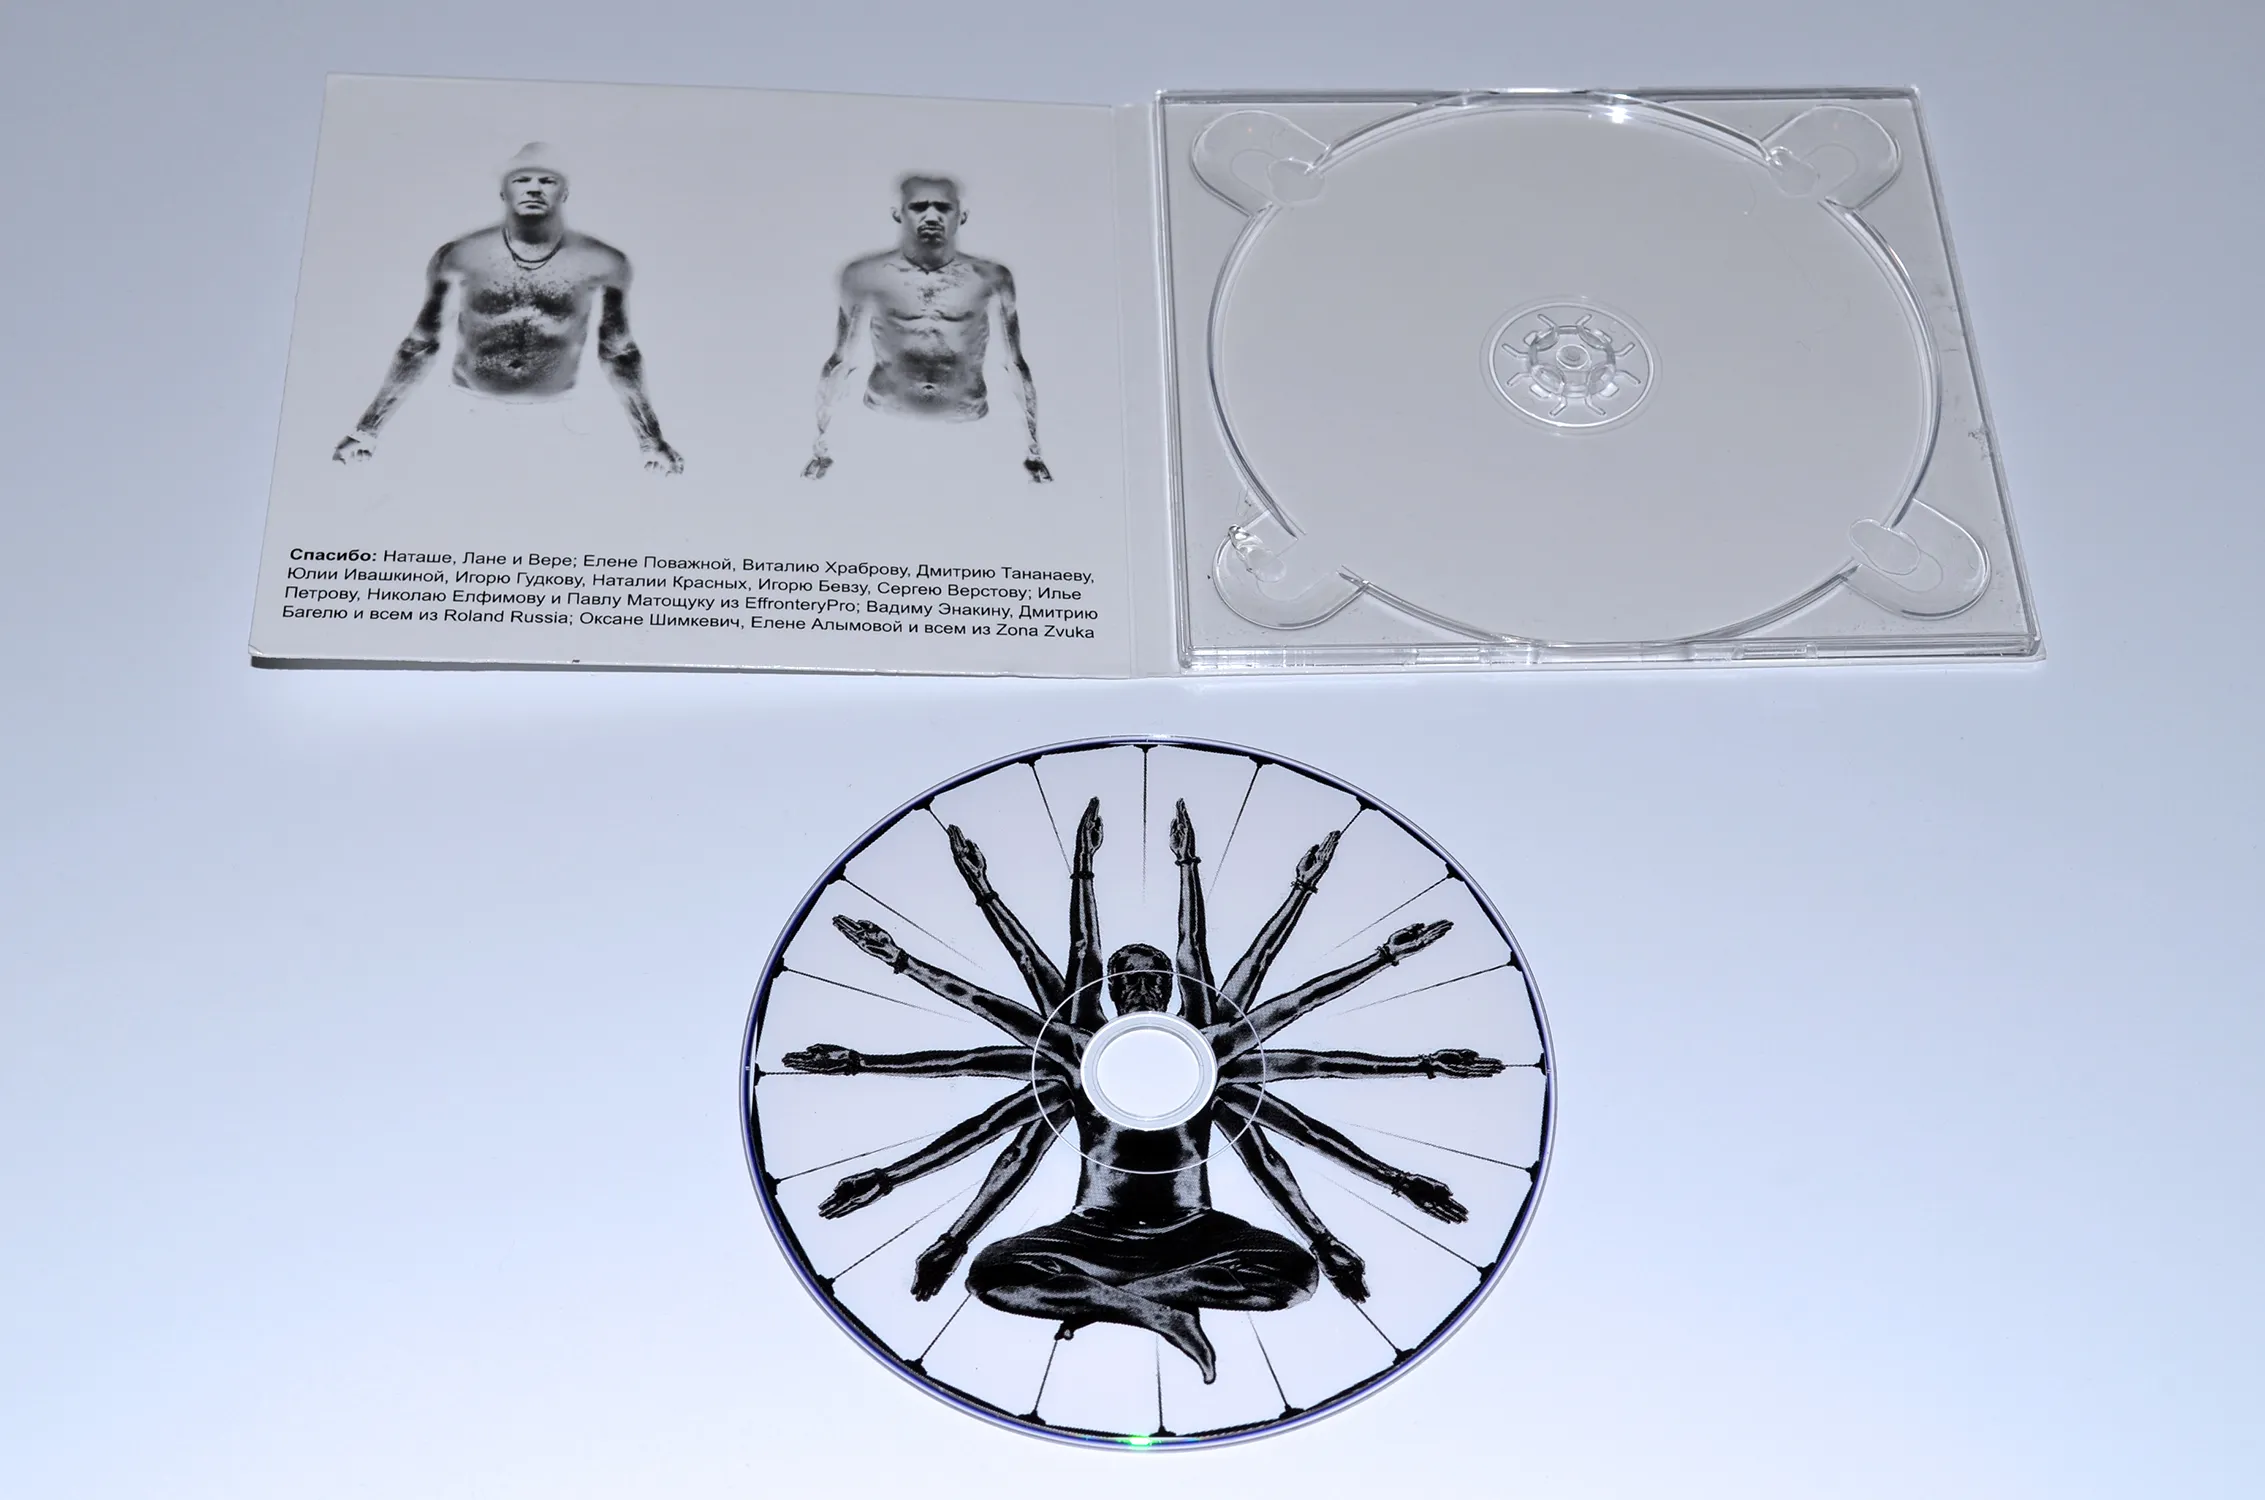 Спасибо: Наташе, Лане и Вере; Елене Поважной, Виталию Храброву, Дмитрию Тананаеву,
Юлии Ивашкиной, Игорю Гудкову, Наталии Красных, Игорю Бевзу, Сергею Верстову; Илье
Петрову, Николаю Елфимову и Павлу Матощуку из EffronteryPro; Вадиму Энакину, Дмитрию
Багелю и всем из Roland Russia; Оксане Шимкевич, Елене Алымовой и всем из Zona Zvuka